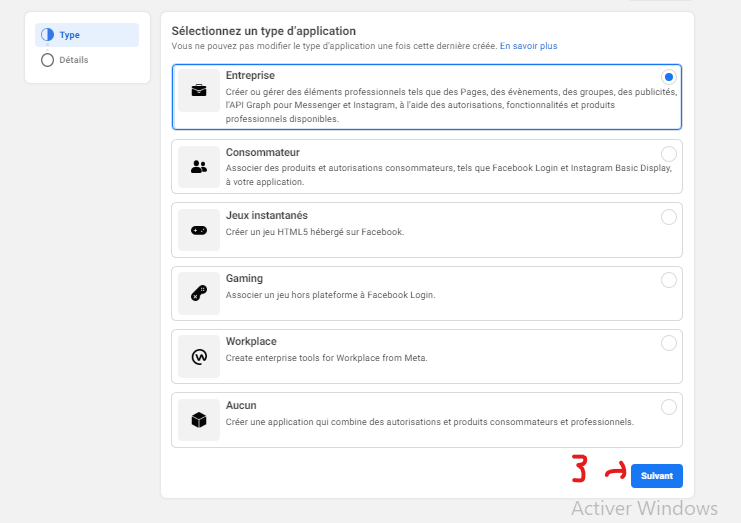 Type
Détails
Sélectionnez un type d'application
Vous ne pouvez pas modifier le type d'application une fois cette dernière créée. En savoir plus
Entreprise
Créer ou gérer des éléments professionnels tels que des Pages, des évènements, des groupes, des publicités,
l'API Graph pour Messenger et Instagram, à l'aide des autorisations, fonctionnalités et produits
professionnels disponibles.
Consommateur
Associer des produits et autorisations consommateurs, tels que Facebook Login et Instagram Basic Display,
à votre application.
Jeux instantanés
Créer un jeu HTML5 hébergé sur Facebook.
Gaming
Associer un jeu hors plateforme à Facebook Login.
Workplace
Create enterprise tools for Workplace from Meta.
Aucun
Créer une application qui combine des autorisations et produits consommateurs et professionnels.
3 → Suivant
Activer Windows